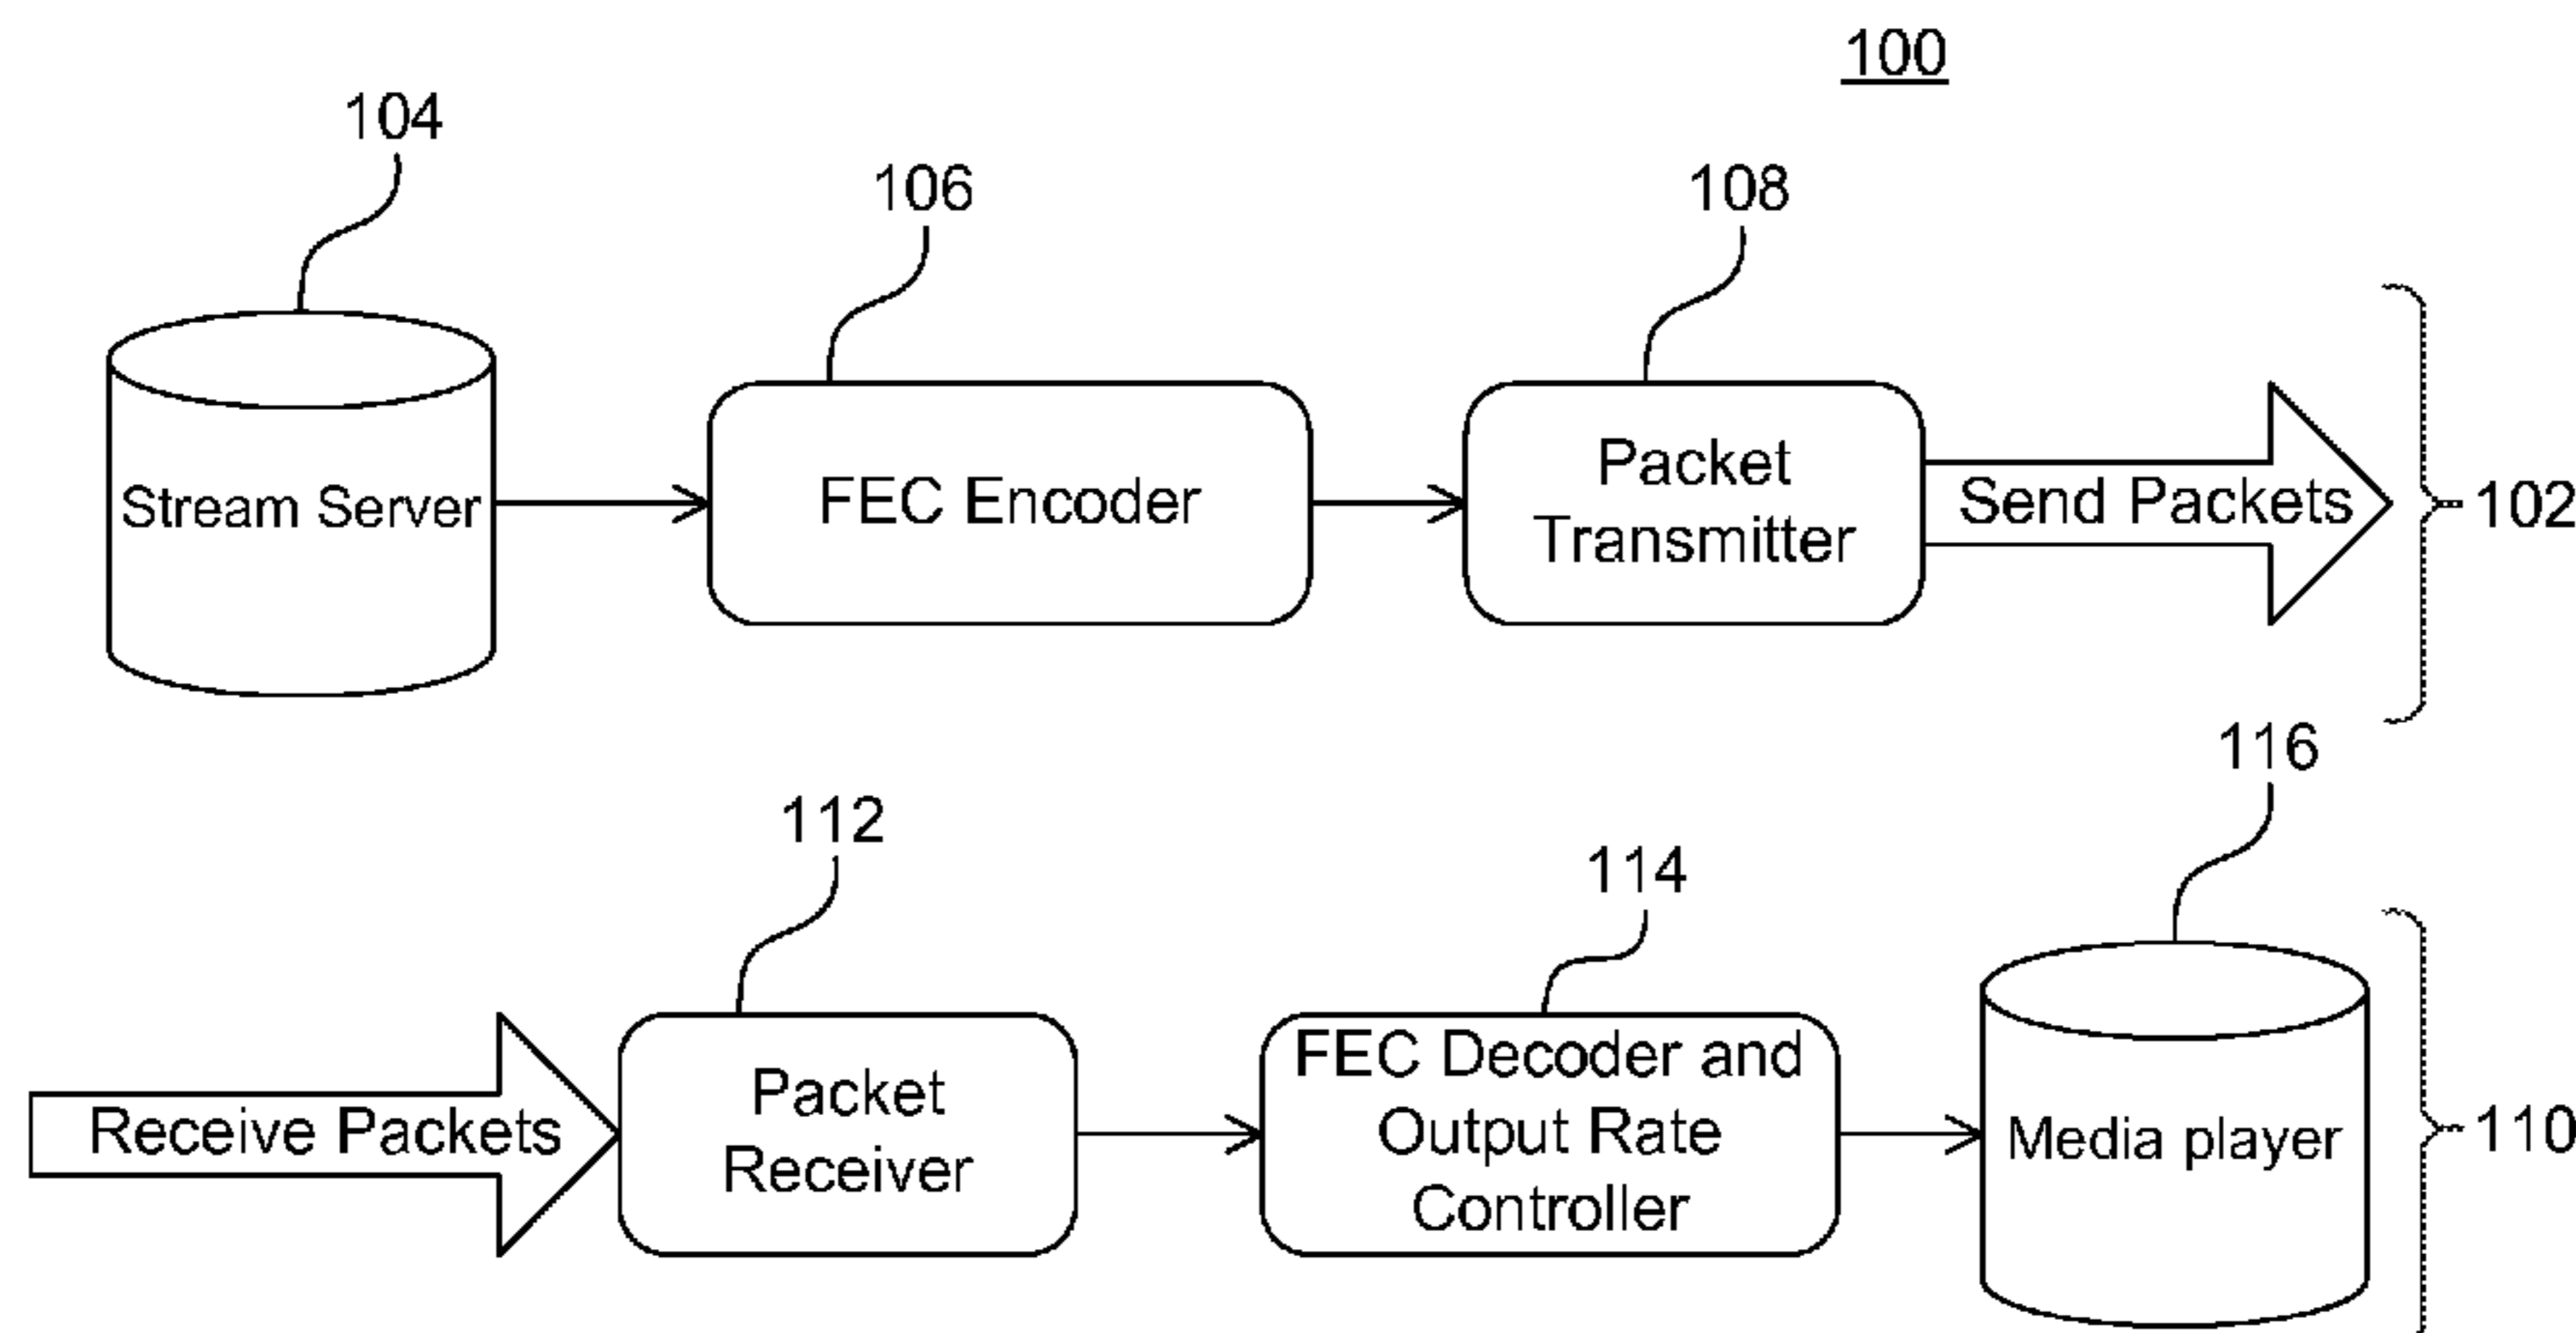 100
104
106
108
Stream Server
FEC Encoder
Packet
Transmitter
Send Packets
102
116
112
114
Receive Packets
Packet
Receiver
FEC Decoder and
Output Rate
Controller
Media player
110